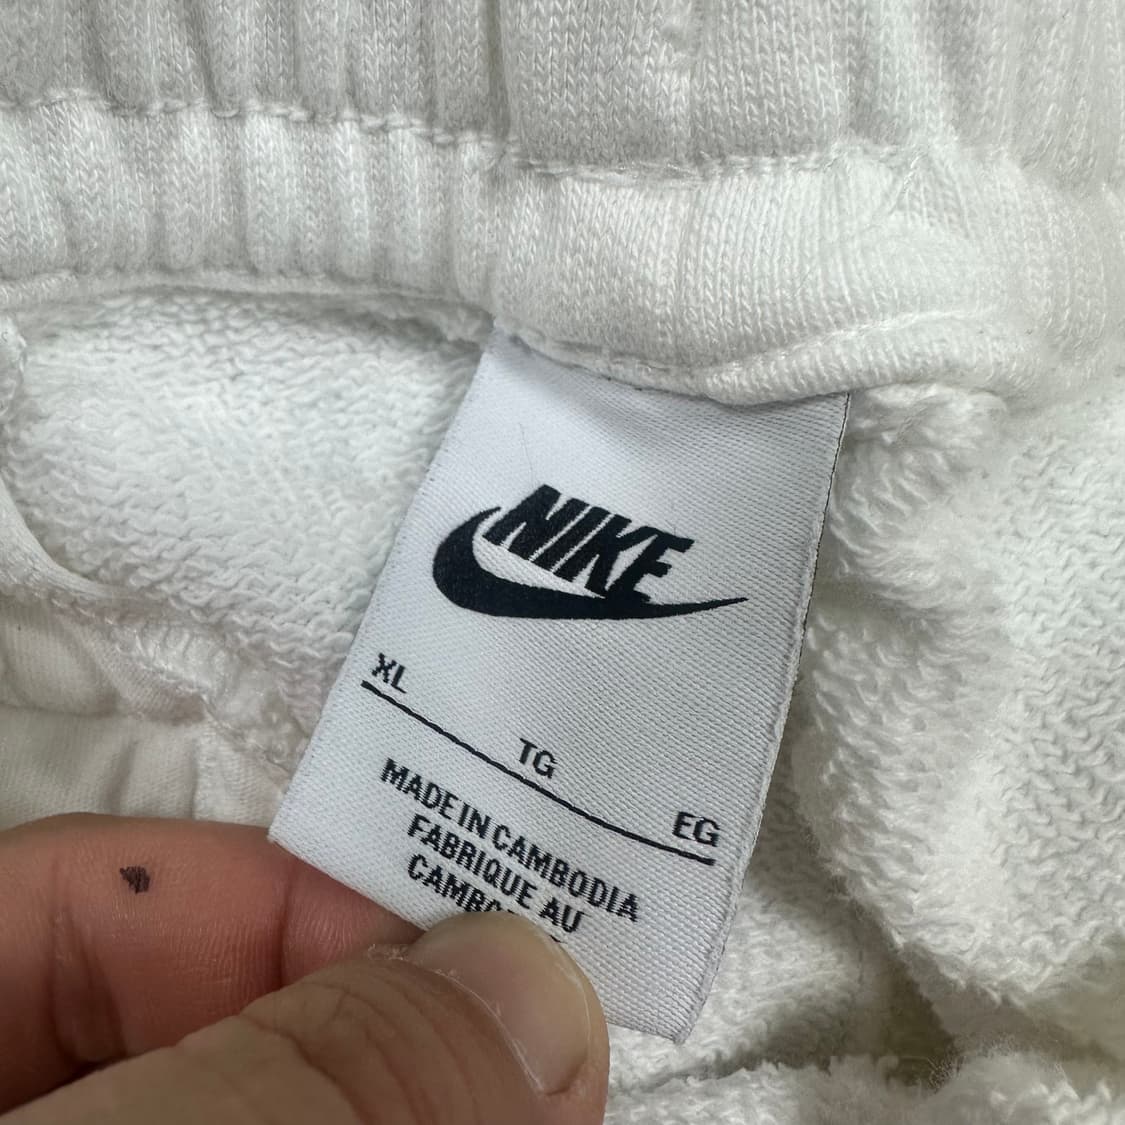 NIKE
XL TG EG
MADE IN CAMBODIA
FABRIQUE AU